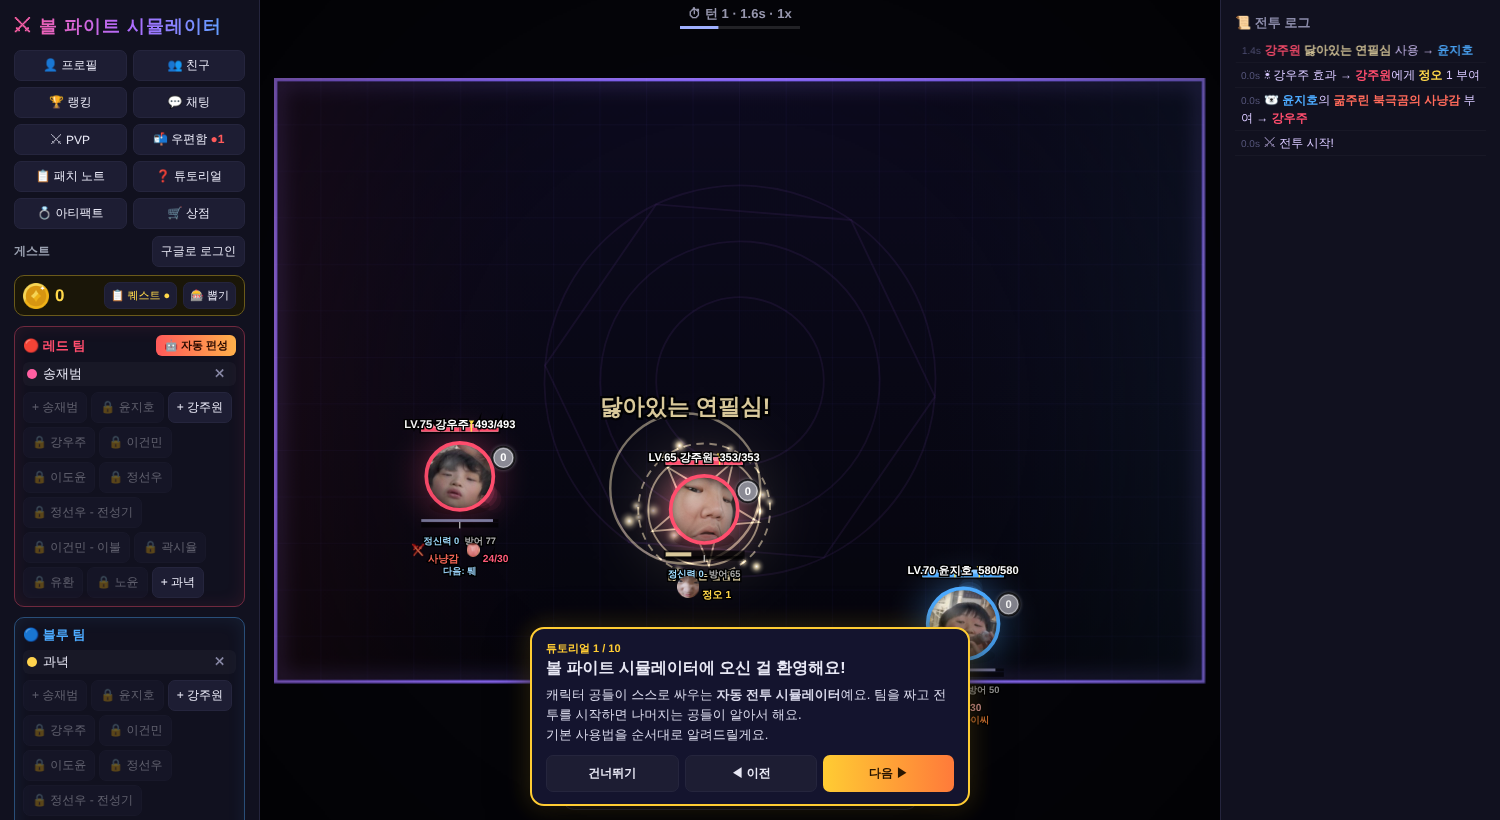 볼 파이트 시뮬레이터
프로필
친구
랭킹
채팅
PVP
우편함 ●1
패치 노트
튜토리얼
아티팩트
상점
게스트
구글로 로그인
0
퀘스트 ●
뽑기
레드 팀
자동 편성
송재범 ✕
+ 송재범
윤지호
+ 강주원
강우주
이건민
이도윤
정선우
정선우 - 전성기
이건민 - 이불
곽시율
유환
노윤
+ 과녁
블루 팀
과녁 ✕
+ 송재범
윤지호
+ 강주원
강우주
이건민
이도윤
정선우
정선우 - 전성기
턴 1 · 1.6s · 1x
닳아있는 연필심!
LV.75 강우주 493/493
0
정신력 0 방어 77
사냥감 24/30
다음: 퉤
LV.65 강주원 353/353
0
정신력 0 방어 65
정오 1
LV.70 윤지호 580/580
0
방어 50
30
이씨
튜토리얼 1 / 10
볼 파이트 시뮬레이터에 오신 걸 환영해요!
캐릭터 공들이 스스로 싸우는 자동 전투 시뮬레이터예요. 팀을 짜고 전
투를 시작하면 나머지는 공들이 알아서 해요.
기본 사용법을 순서대로 알려드릴게요.
건너뛰기
◀ 이전
다음 ▶
전투 로그
1.4s 강주원 닳아있는 연필심 사용 → 윤지호
0.0s 강우주 효과 → 강주원에게 정오 1 부여
0.0s 윤지호의 굶주린 북극곰의 사냥감 부
여 → 강우주
0.0s 전투 시작!